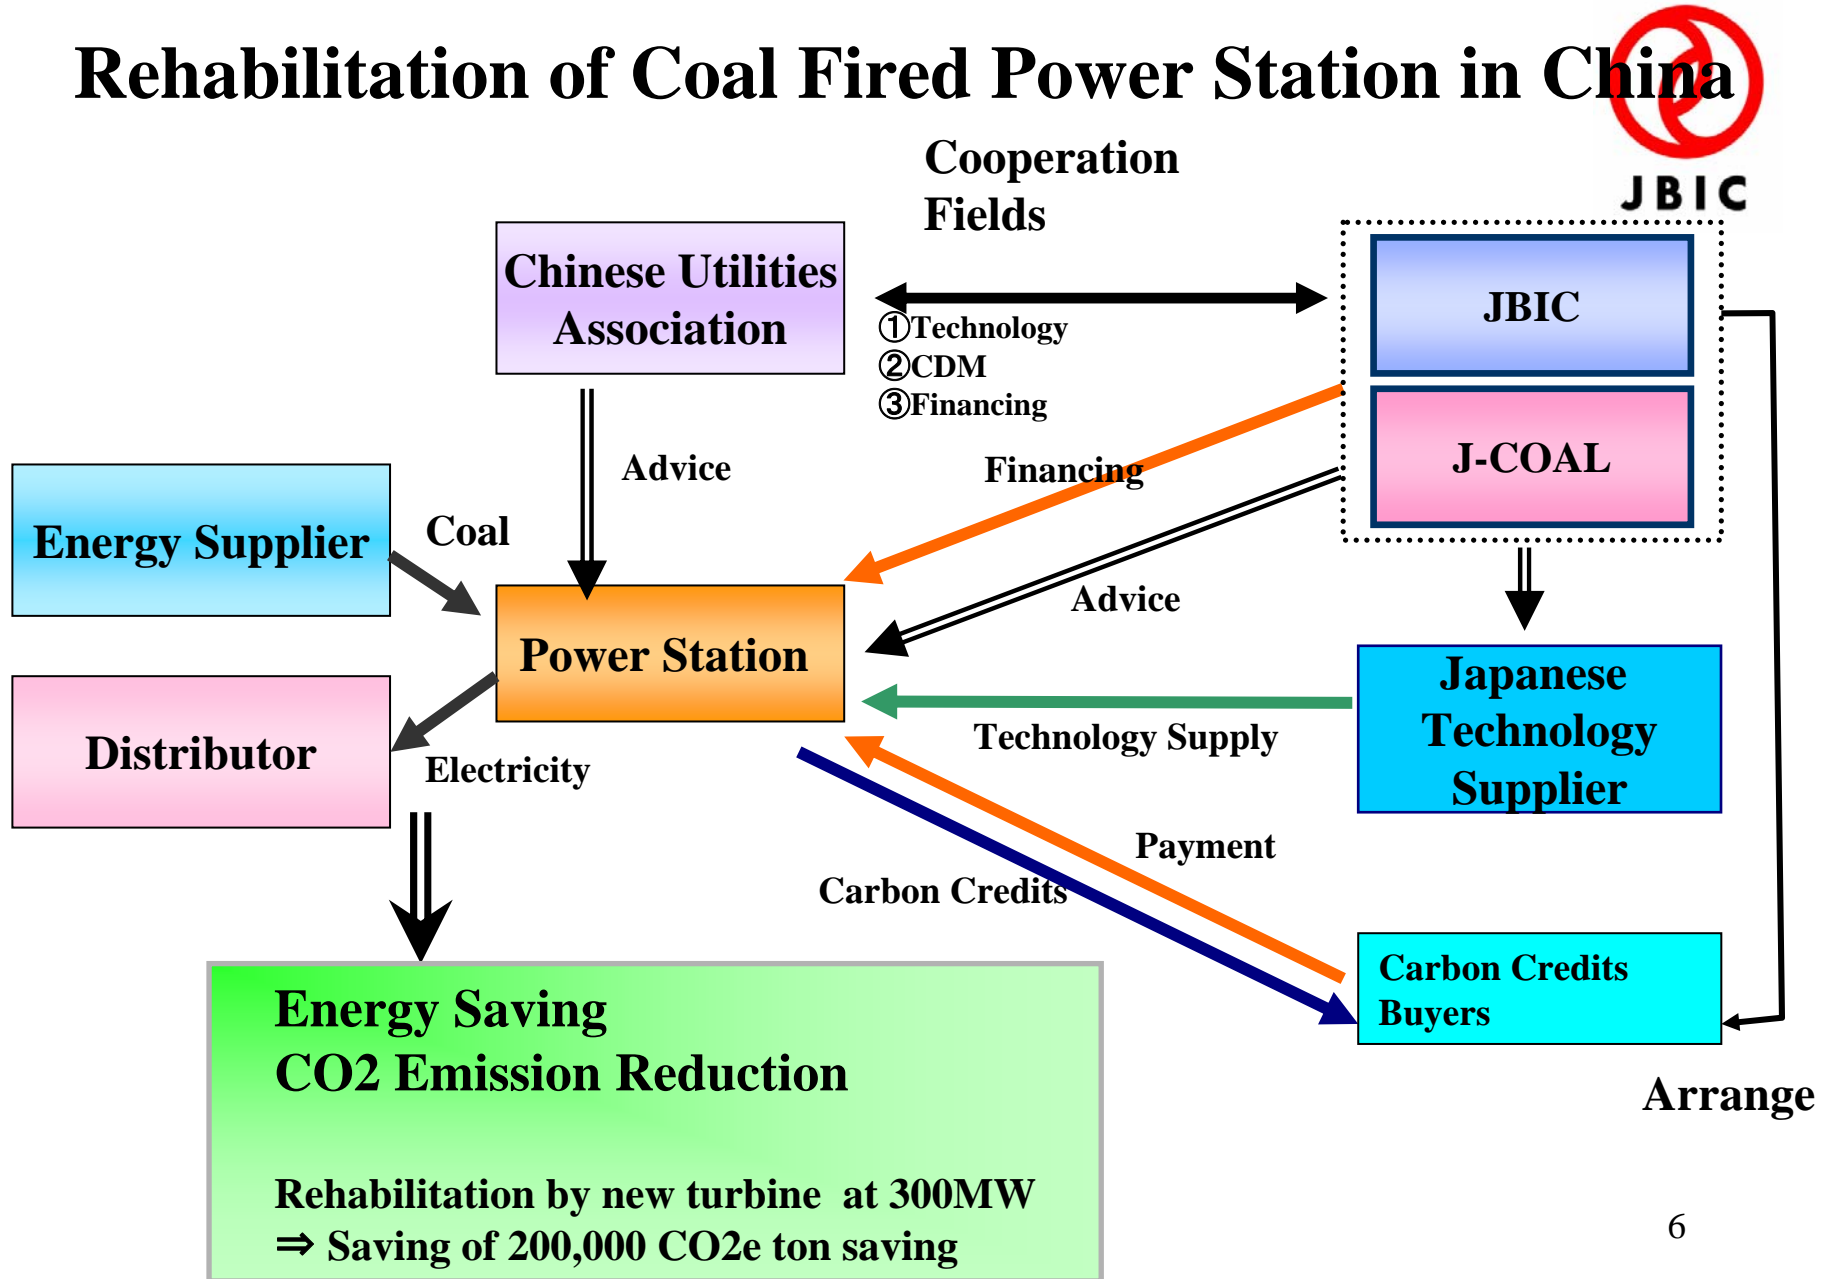 Rehabilitation of Coal Fired Power Station in China
JBIC
Cooperation
Fields
Chinese Utilities
Association
①Technology
②CDM
③Financing
JBIC
J-COAL
Advice
Financing
Energy Supplier
Coal
Advice
Power Station
Japanese
Technology
Supplier
Distributor
Electricity
Technology Supply
Payment
Carbon Credits
Carbon Credits
Buyers
Arrange
Energy Saving
CO2 Emission Reduction
Rehabilitation by new turbine at 300MW
⇒ Saving of 200,000 CO2e ton saving
6